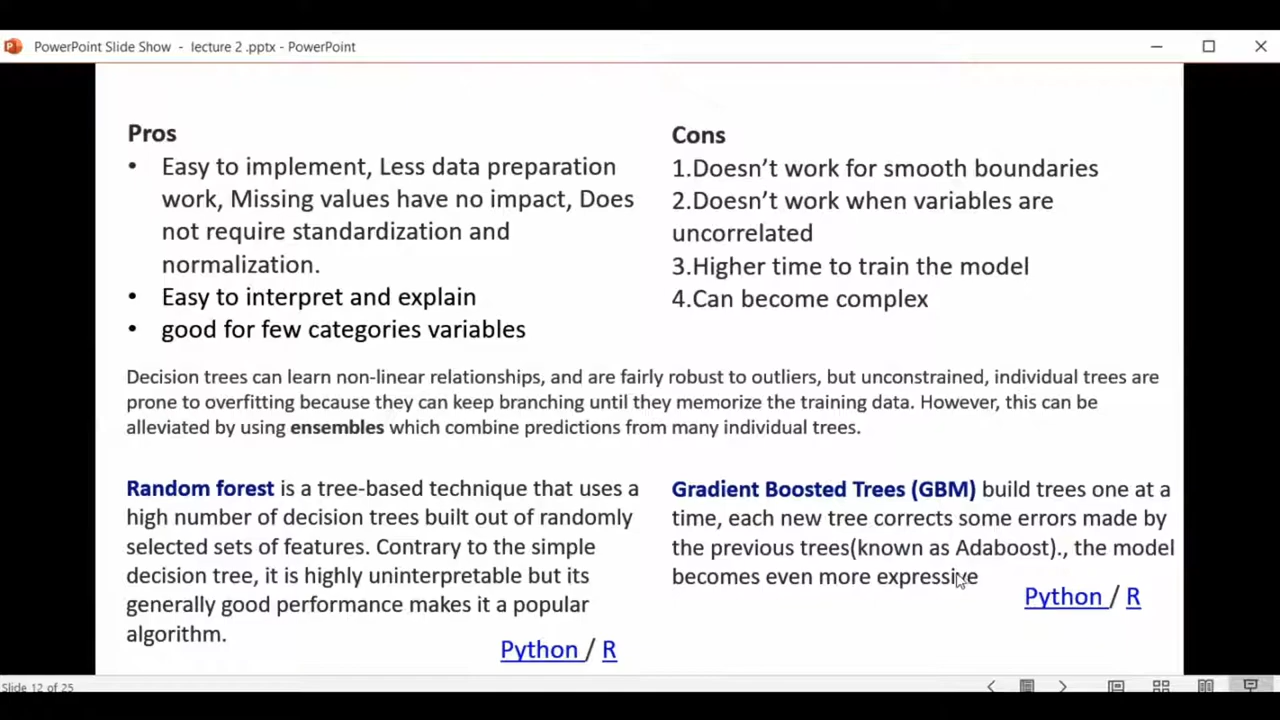 PowerPoint Slide Show - lecture 2 .pptx - PowerPoint
Pros
• Easy to implement, Less data preparation
work, Missing values have no impact, Does
not require standardization and
normalization.
• Easy to interpret and explain
• good for few categories variables
Cons
1.Doesn’t work for smooth boundaries
2.Doesn’t work when variables are
uncorrelated
3.Higher time to train the model
4.Can become complex
Decision trees can learn non-linear relationships, and are fairly robust to outliers, but unconstrained, individual trees are
prone to overfitting because they can keep branching until they memorize the training data. However, this can be
alleviated by using ensembles which combine predictions from many individual trees.
Random forest is a tree-based technique that uses a
high number of decision trees built out of randomly
selected sets of features. Contrary to the simple
decision tree, it is highly uninterpretable but its
generally good performance makes it a popular
algorithm.
Python / R
Gradient Boosted Trees (GBM) build trees one at a
time, each new tree corrects some errors made by
the previous trees(known as Adaboost)., the model
becomes even more expressive
Python / R
Slide 12 of 25